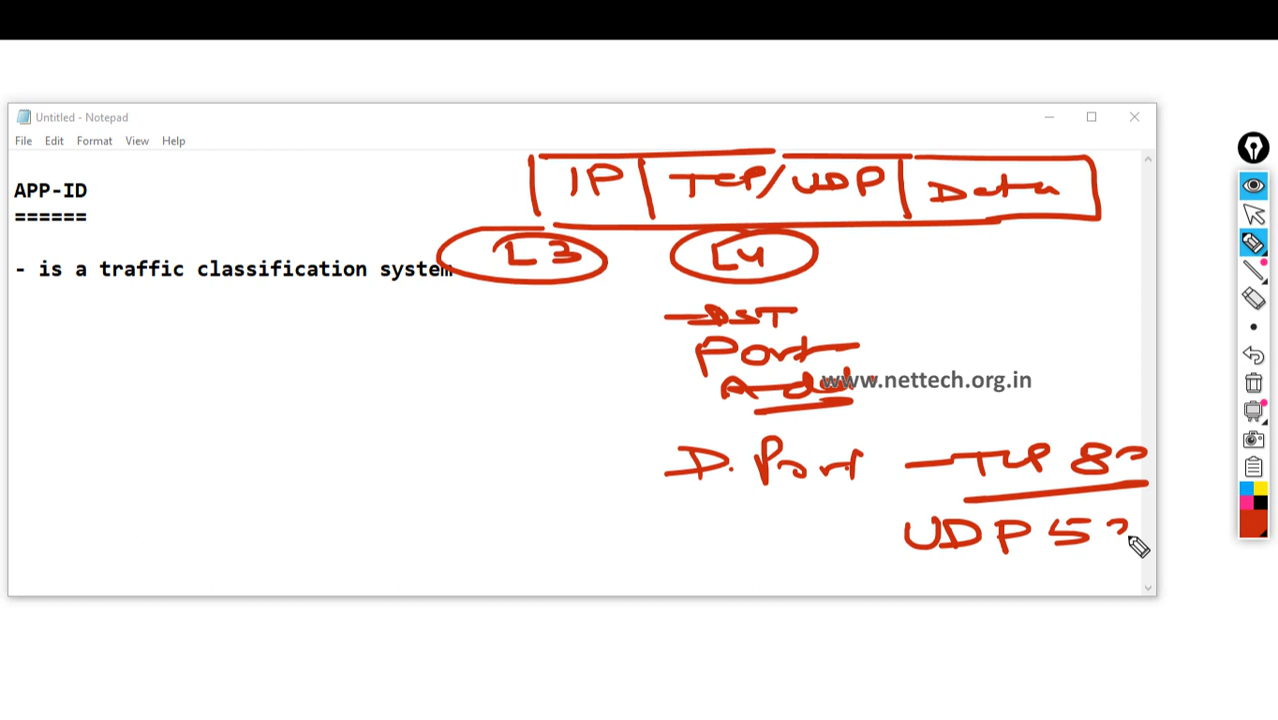 Untitled - Notepad
File Edit Format View Help
APP-ID
======
- is a traffic classification system
IP TCP/UDP Data
L3 L4
DST
Port
Add
www.nettech.org.in
D. Port TCP 80
UDP 5